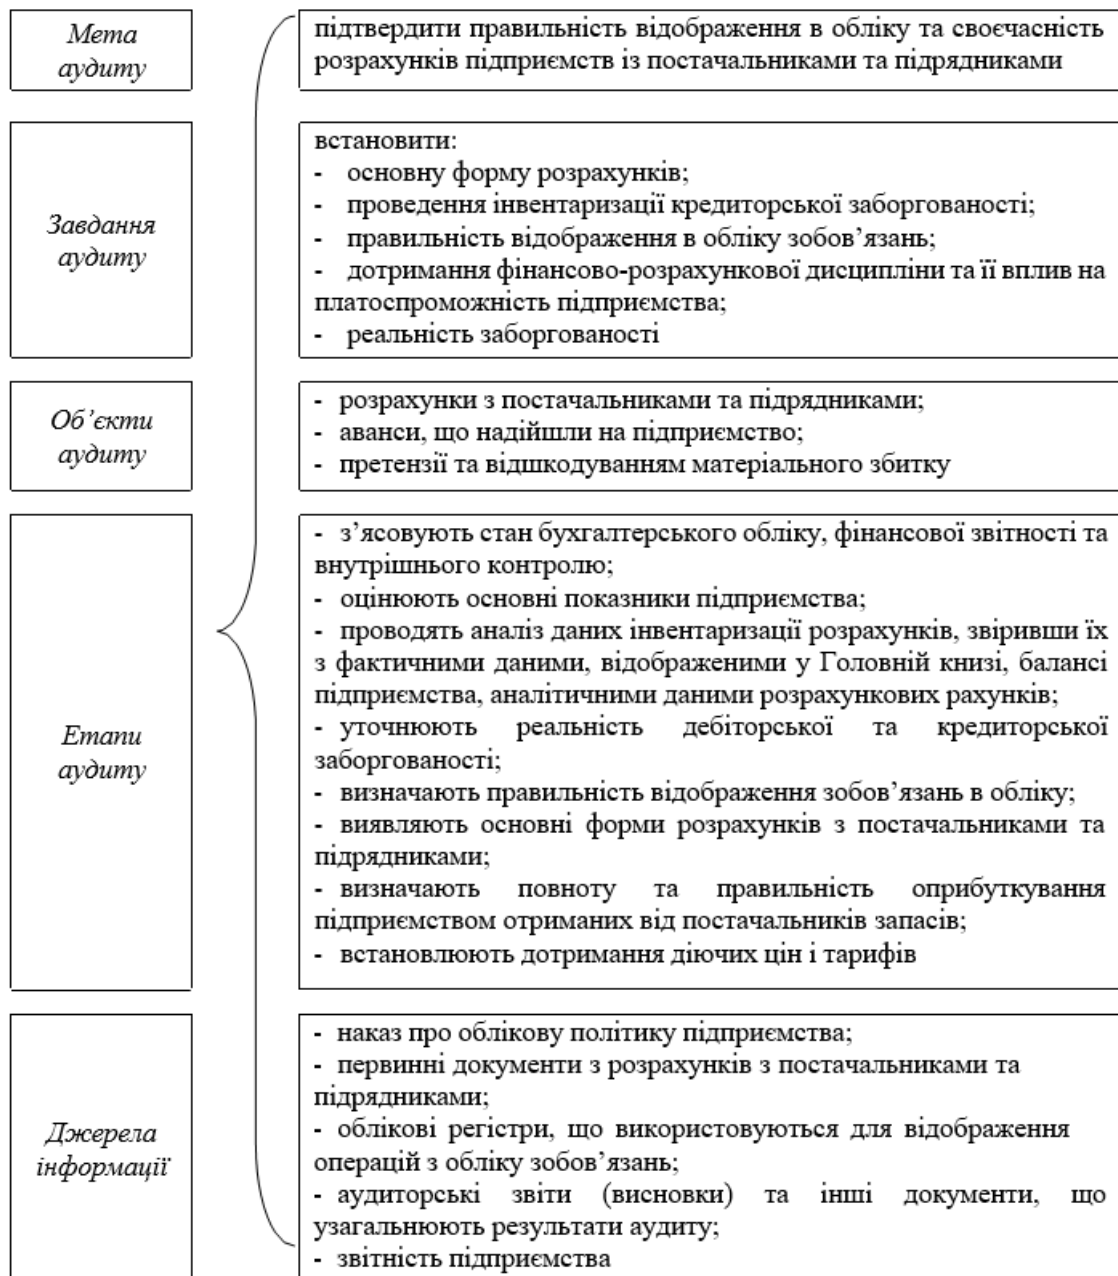 Мета
аудиту
підтвердити правильність відображення в обліку та своєчасність
розрахунків підприємств із постачальниками та підрядниками
Завдання
аудиту
встановити:
- основну форму розрахунків;
- проведення інвентаризації кредиторської заборгованості;
- правильність відображення в обліку зобов’язань;
- дотримання фінансово-розрахункової дисципліни та її вплив на
платоспроможність підприємства;
- реальність заборгованості
Об’єкти
аудиту
- розрахунки з постачальниками та підрядниками;
- аванси, що надійшли на підприємство;
- претензії та відшкодуванням матеріального збитку
Етапи
аудиту
- з’ясовують стан бухгалтерського обліку, фінансової звітності та
внутрішнього контролю;
- оцінюють основні показники підприємства;
- проводять аналіз даних інвентаризації розрахунків, звіривши їх
з фактичними даними, відображеними у Головній книзі, балансі
підприємства, аналітичними даними розрахункових рахунків;
- уточнюють реальність дебіторської та кредиторської
заборгованості;
- визначають правильність відображення зобов’язань в обліку;
- виявляють основні форми розрахунків з постачальниками та
підрядниками;
- визначають повноту та правильність оприбуткування
підприємством отриманих від постачальників запасів;
- встановлюють дотримання діючих цін і тарифів
Джерела
інформації
- наказ про облікову політику підприємства;
- первинні документи з розрахунків з постачальниками та
підрядниками;
- облікові регістри, що використовуються для відображення
операцій з обліку зобов’язань;
- аудиторські звіти (висновки) та інші документи, що
узагальнюють результати аудиту;
- звітність підприємства